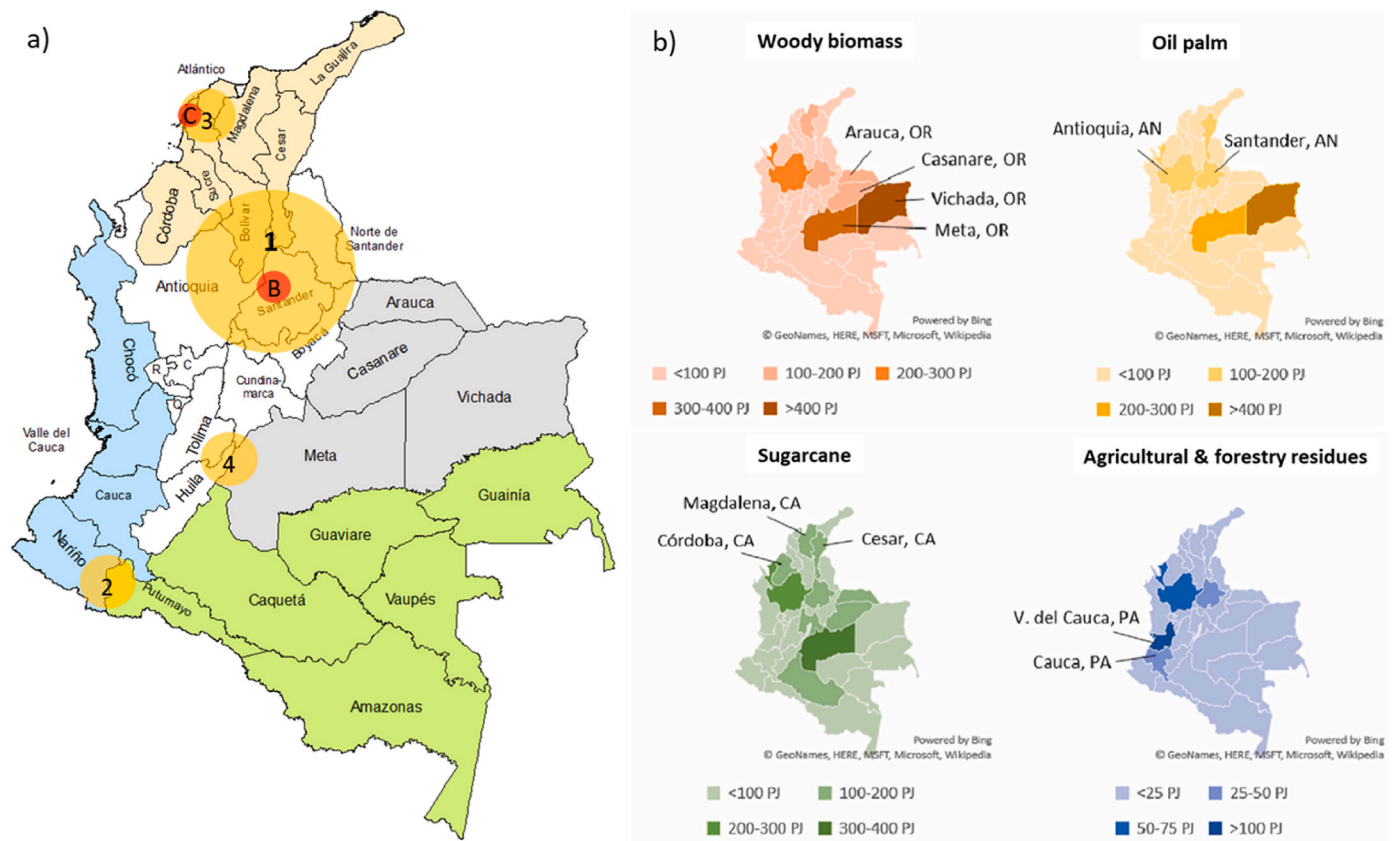 a)
Atlántico
La Guajira
C
3
Magdalena
Cesar
Sucre
Córdoba
Bolívar
1
Norte de
Santander
Antioquia
B
Santander
Arauca
Boyacá
Chocó
R
C
Casanare
Cundina-
marca
Vichada
Q
Valle del
Cauca
Tolima
Meta
4
Huila
Cauca
Guainía
Nariño
Guaviare
2
Putumayo
Caquetá
Vaupés
Amazonas
b)
Woody biomass
Arauca, OR
Casanare, OR
Vichada, OR
Meta, OR
Powered by Bing
© GeoNames, HERE, MSFT, Microsoft, Wikipedia
<100 PJ
100-200 PJ
200-300 PJ
300-400 PJ
>400 PJ
Oil palm
Antioquia, AN
Santander, AN
Powered by Bing
© GeoNames, HERE, MSFT, Microsoft, Wikipedia
<100 PJ
100-200 PJ
200-300 PJ
>400 PJ
Sugarcane
Magdalena, CA
Córdoba, CA
Cesar, CA
Powered by Bing
© GeoNames, HERE, MSFT, Microsoft, Wikipedia
<100 PJ
100-200 PJ
200-300 PJ
300-400 PJ
Agricultural & forestry residues
V. del Cauca, PA
Cauca, PA
Powered by Bing
© GeoNames, HERE, MSFT, Microsoft, Wikipedia
<25 PJ
25-50 PJ
50-75 PJ
>100 PJ